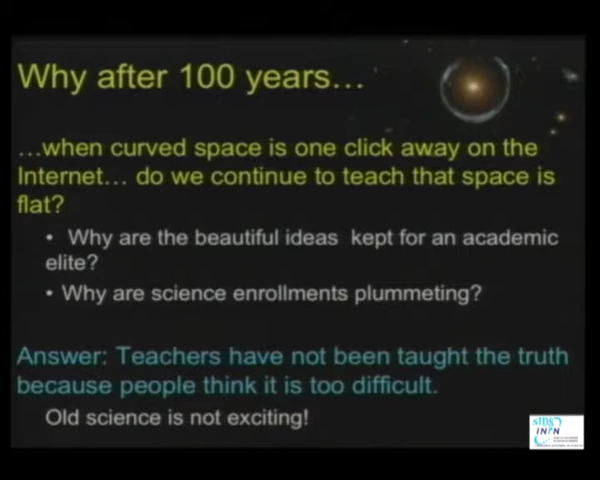 Why after 100 years…
…when curved space is one click away on the
Internet… do we continue to teach that space is
flat?
• Why are the beautiful ideas kept for an academic
elite?
• Why are science enrollments plummeting?
Answer: Teachers have not been taught the truth
because people think it is too difficult.
Old science is not exciting!
sIDS
INFN